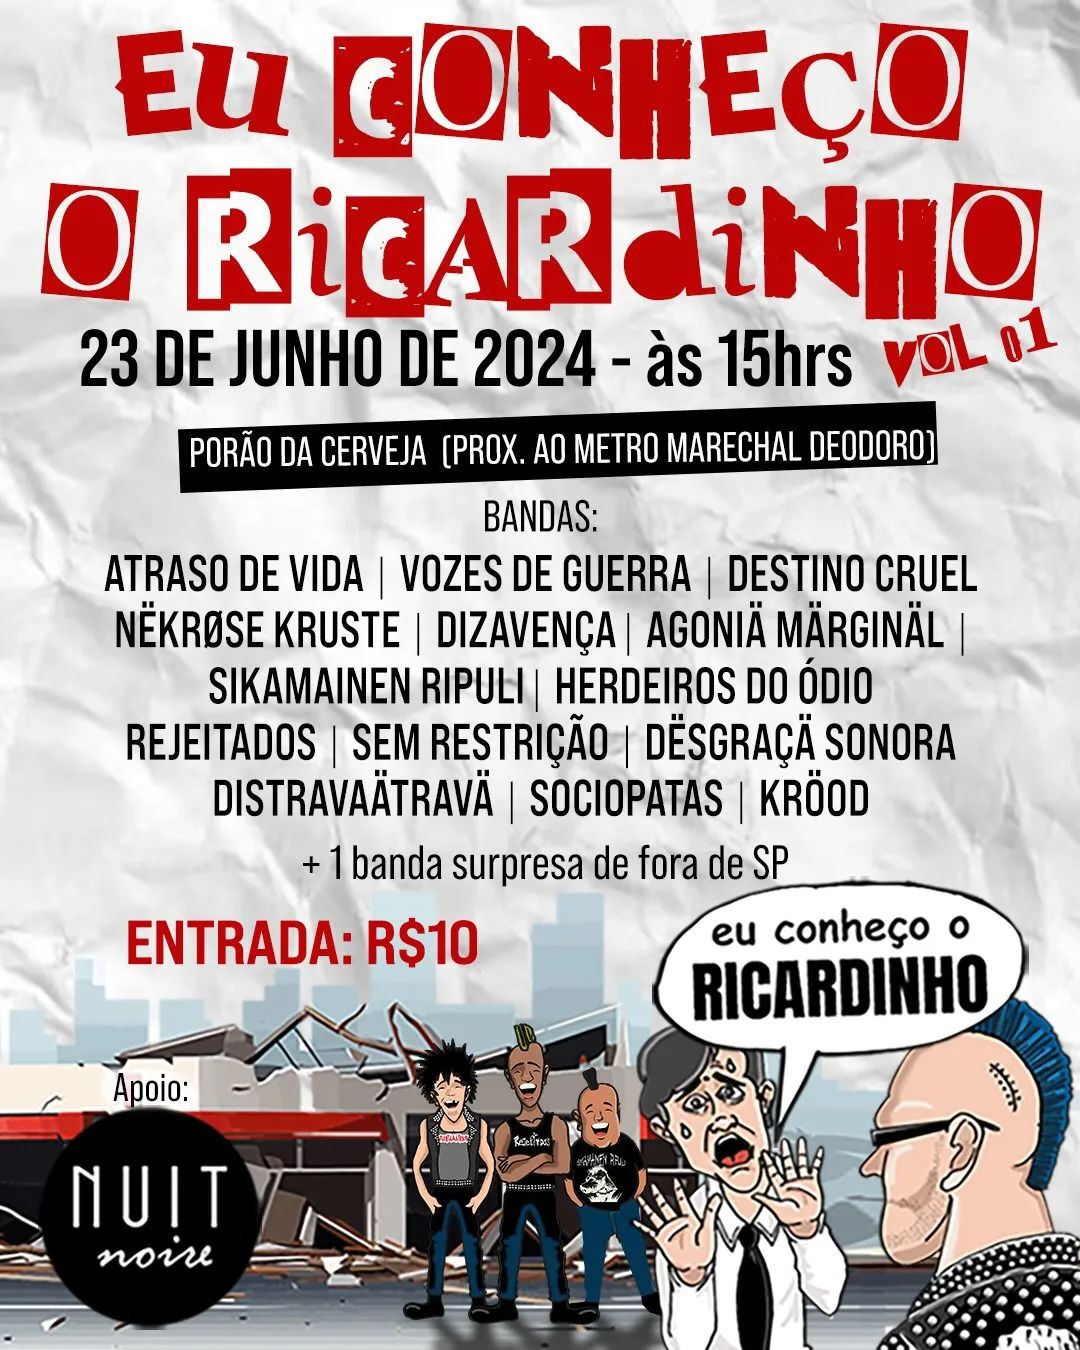 EU CONHEÇO
O RiCARdiNHO
23 DE JUNHO DE 2024 - às 15hrs VOL 01
PORÃO DA CERVEJA (PROX. AO METRO MARECHAL DEODORO)
BANDAS:
ATRASO DE VIDA | VOZES DE GUERRA | DESTINO CRUEL
NËKRØSE KRUSTE | DIZAVENÇA | AGONIÄ MÄRGINÄL |
SIKAMAINEN RIPULI | HERDEIROS DO ÓDIO
REJEITADOS | SEM RESTRIÇÃO | DËSGRAÇÄ SONORA
DISTRAVAÄTRAVÄ | SOCIOPATAS | KRÖOD
+ 1 banda surpresa de fora de SP
ENTRADA: R$10
eu conheço o
RICARDINHO
Apoio:
NUIT
noire
REJEITADOS